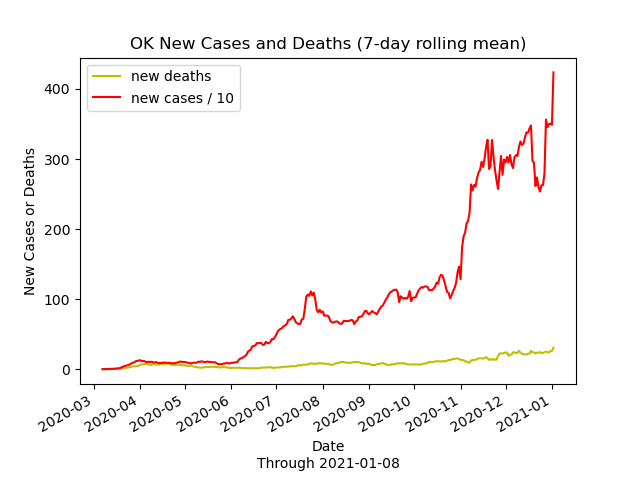 OK New Cases and Deaths (7-day rolling mean)
new deaths
new cases / 10
New Cases or Deaths
400
300
200
100
0
2020-03
2020-04
2020-05
2020-06
2020-07
2020-08
2020-09
2020-10
2020-11
2020-12
2021-01
Date
Through 2021-01-08